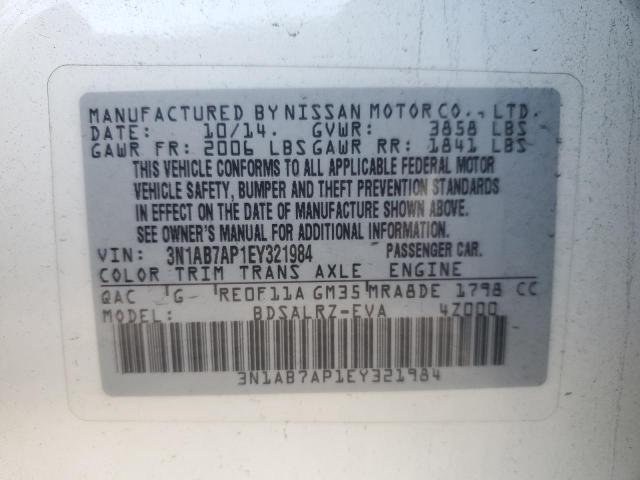 MANUFACTURED BY NISSAN MOTOR CO., LTD.
DATE: 10/14. GVWR: 3858 LBS
GAWR FR: 2006 LBS GAWR RR: 1841 LBS
THIS VEHICLE CONFORMS TO ALL APPLICABLE FEDERAL MOTOR
VEHICLE SAFETY, BUMPER AND THEFT PREVENTION STANDARDS
IN EFFECT ON THE DATE OF MANUFACTURE SHOWN ABOVE.
SEE OWNER'S MANUAL FOR ADDITIONAL INFORMATION.
VIN: 3N1AB7AP1EY321984 PASSENGER CAR.
COLOR TRIM TRANS AXLE ENGINE
QAC G RE0F11A GM35 MRA8DE 1798 CC
MODEL: BDSALRZ-EVA 4Z000
3N1AB7AP1EY321984